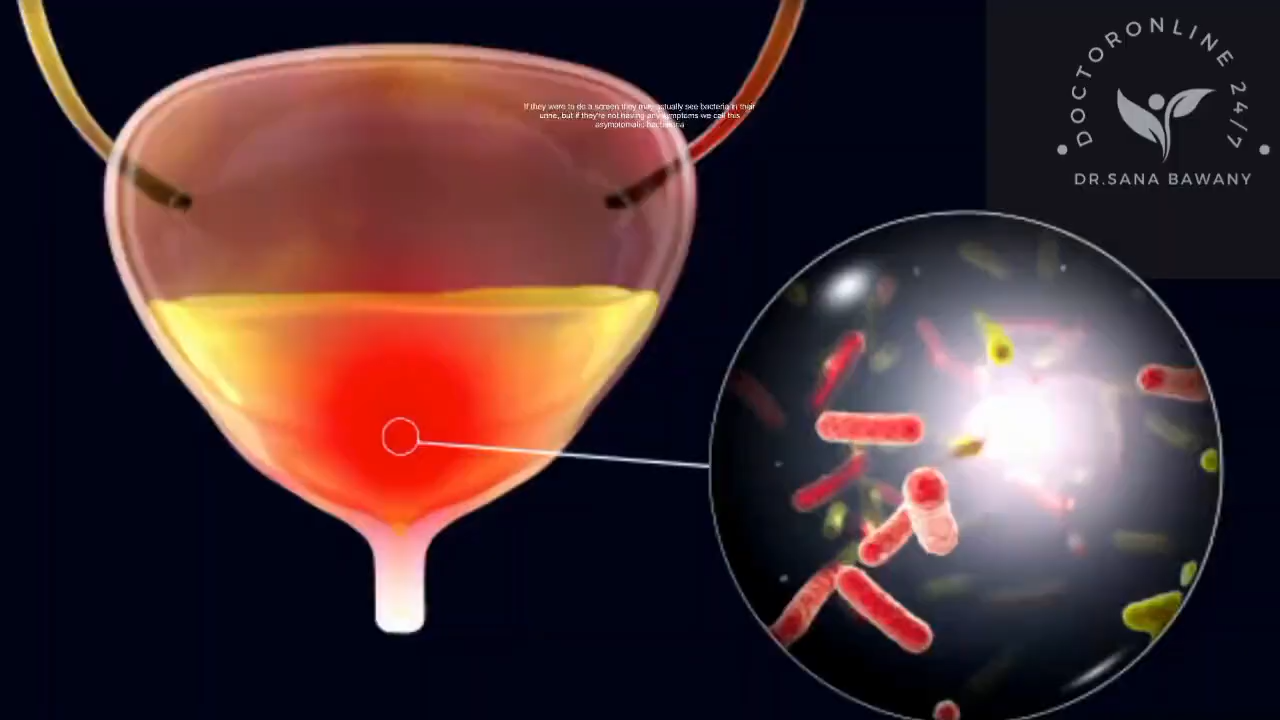 If they were to do a screen they may actually see bacteria in their
urine, but if they're not having any symptoms we call this
asymptomatic bacteriuria
DOCTORONLINE 24/7
DR.SANA BAWANY